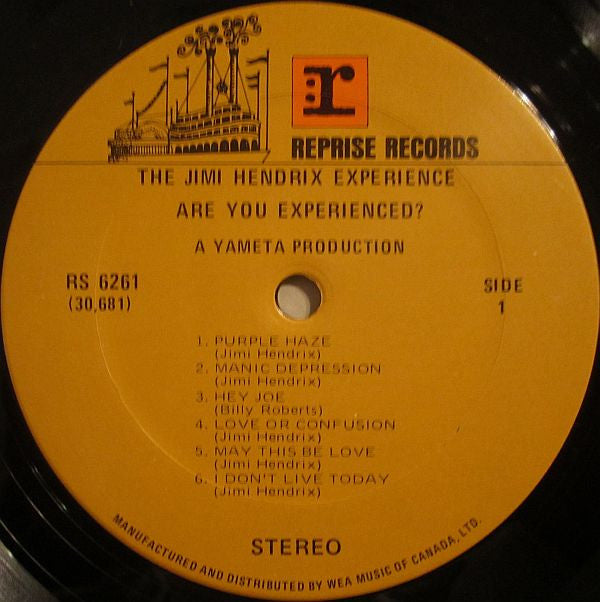 r
REPRISE RECORDS
THE JIMI HENDRIX EXPERIENCE
ARE YOU EXPERIENCED?
A YAMETA PRODUCTION
RS 6261
(30,681)
SIDE
1
1. PURPLE HAZE
(Jimi Hendrix)
2. MANIC DEPRESSION
(Jimi Hendrix)
3. HEY JOE
(Billy Roberts)
4. LOVE OR CONFUSION
(Jimi Hendrix)
5. MAY THIS BE LOVE
(Jimi Hendrix)
6. I DON'T LIVE TODAY
(Jimi Hendrix)
STEREO
MANUFACTURED AND DISTRIBUTED BY WEA MUSIC OF CANADA, LTD.